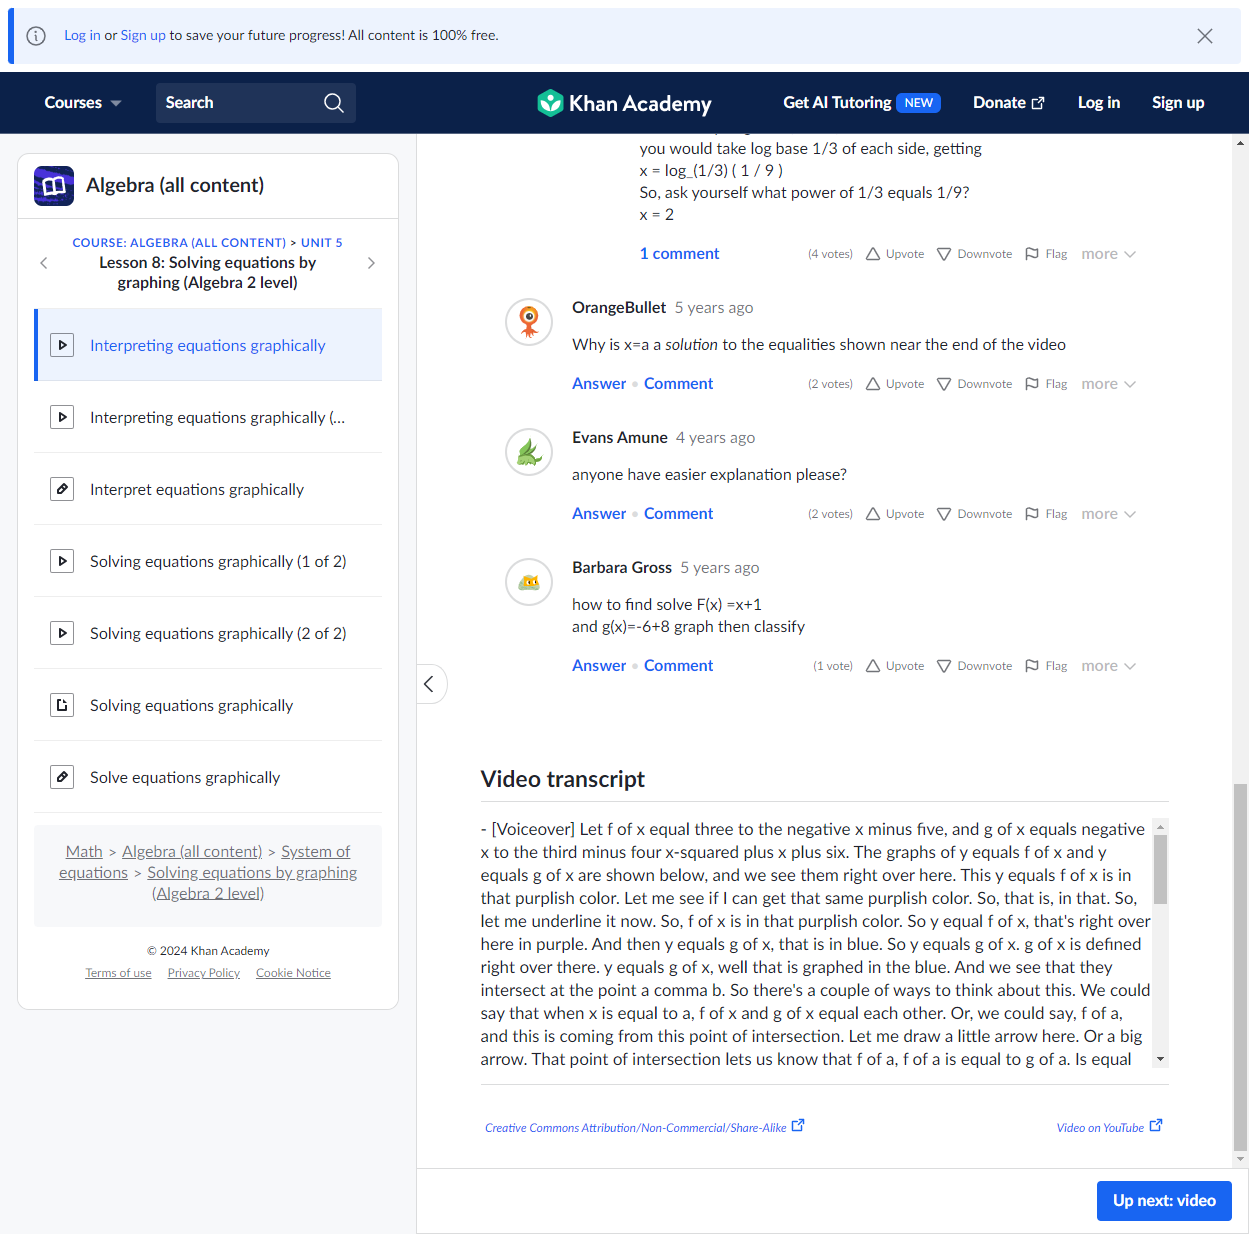 Log in or Sign up to save your future progress! All content is 100% free.
Courses
Search
Khan Academy
Get AI Tutoring NEW
Donate
Log in
Sign up
Algebra (all content)
COURSE: ALGEBRA (ALL CONTENT) > UNIT 5
Lesson 8: Solving equations by
graphing (Algebra 2 level)
Interpreting equations graphically
Interpreting equations graphically (...
Interpret equations graphically
Solving equations graphically (1 of 2)
Solving equations graphically (2 of 2)
Solving equations graphically
Solve equations graphically
Math > Algebra (all content) > System of
equations > Solving equations by graphing
(Algebra 2 level)
© 2024 Khan Academy
Terms of use Privacy Policy Cookie Notice
you would take log base 1/3 of each side, getting
x = log_(1/3) ( 1 / 9 )
So, ask yourself what power of 1/3 equals 1/9?
x = 2
1 comment (4 votes) Upvote Downvote Flag more
OrangeBullet 5 years ago
Why is x=a a solution to the equalities shown near the end of the video
Answer • Comment (2 votes) Upvote Downvote Flag more
Evans Amune 4 years ago
anyone have easier explanation please?
Answer • Comment (2 votes) Upvote Downvote Flag more
Barbara Gross 5 years ago
how to find solve F(x) =x+1
and g(x)=-6+8 graph then classify
Answer • Comment (1 vote) Upvote Downvote Flag more
Video transcript
- [Voiceover] Let f of x equal three to the negative x minus five, and g of x equals negative
x to the third minus four x-squared plus x plus six. The graphs of y equals f of x and y
equals g of x are shown below, and we see them right over here. This y equals f of x is in
that purplish color. Let me see if I can get that same purplish color. So, that is, in that. So,
let me underline it now. So, f of x is in that purplish color. So y equal f of x, that's right over
here in purple. And then y equals g of x, that is in blue. So y equals g of x. g of x is defined
right over there. y equals g of x, well that is graphed in the blue. And we see that they
intersect at the point a comma b. So there's a couple of ways to think about this. We could
say that when x is equal to a, f of x and g of x equal each other. Or, we could say, f of a,
and this is coming from this point of intersection. Let me draw a little arrow here. Or a big
arrow. That point of intersection lets us know that f of a, f of a is equal to g of a. Is equal
Creative Commons Attribution/Non-Commercial/Share-Alike
Video on YouTube
Up next: video